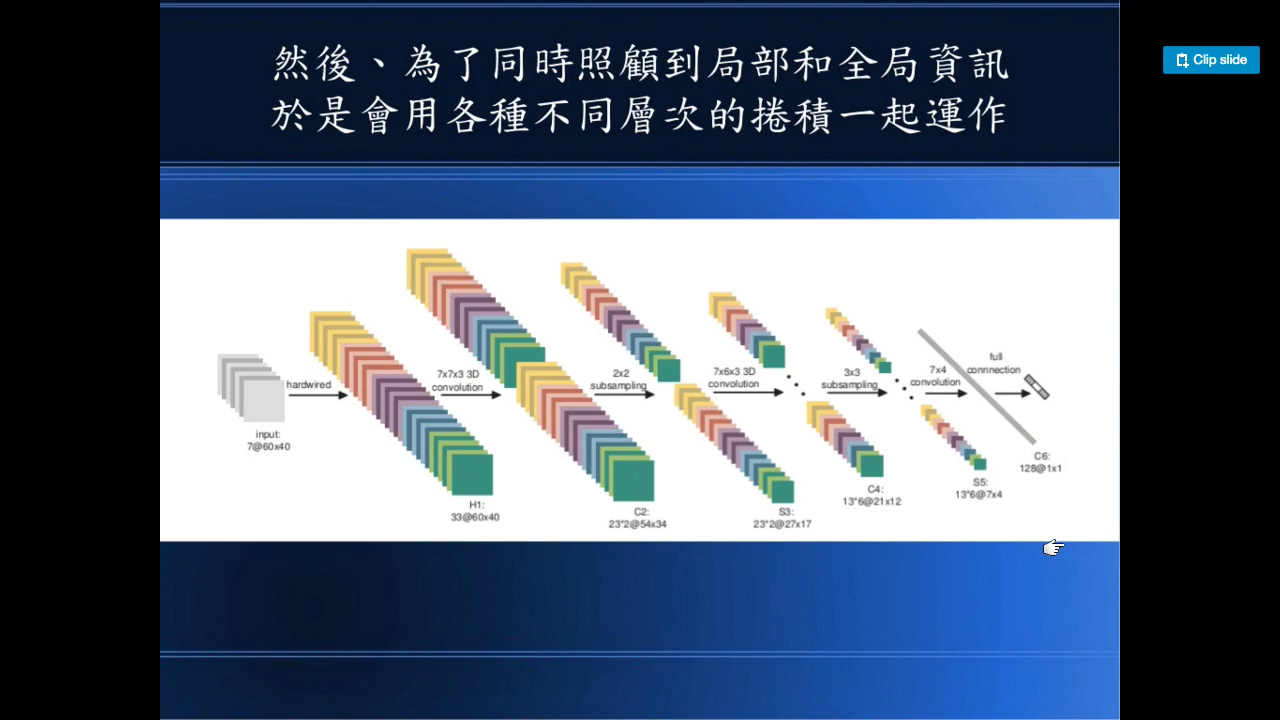 然後、為了同時照顧到局部和全局資訊
於是會用各種不同層次的捲積一起運作
Clip slide
hardwired
7x7x3 3D
convolution
2x2
subsampling
7x6x3 3D
convolution
3x3
subsampling
7x4
convolution
full
connnection
input:
7@60x40
H1:
33@60x40
C2:
23*2@54x34
S3:
23*2@27x17
C4:
13*6@21x12
S5:
13*6@7x4
C6:
128@1x1